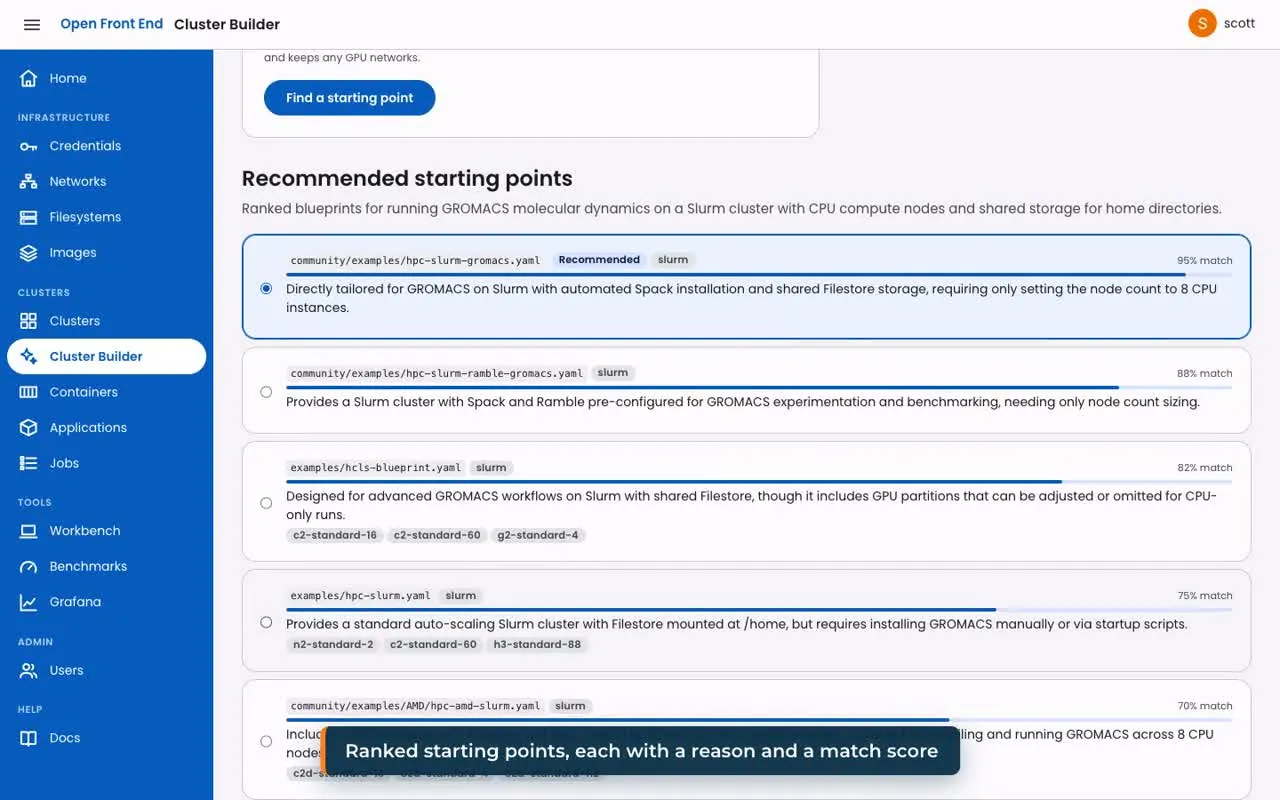 Open Front End Cluster Builder
S scott
Home
INFRASTRUCTURE
Credentials
Networks
Filesystems
Images
CLUSTERS
Clusters
Cluster Builder
Containers
Applications
Jobs
TOOLS
Workbench
Benchmarks
Grafana
ADMIN
Users
HELP
Docs
and keeps any GPU networks.
Find a starting point
Recommended starting points
Ranked blueprints for running GROMACS molecular dynamics on a Slurm cluster with CPU compute nodes and shared storage for home directories.
community/examples/hpc-slurm-gromacs.yaml Recommended slurm 95% match
Directly tailored for GROMACS on Slurm with automated Spack installation and shared Filestore storage, requiring only setting the node count to 8 CPU
instances.
community/examples/hpc-slurm-ramble-gromacs.yaml slurm 88% match
Provides a Slurm cluster with Spack and Ramble pre-configured for GROMACS experimentation and benchmarking, needing only node count sizing.
examples/hcls-blueprint.yaml slurm 82% match
Designed for advanced GROMACS workflows on Slurm with shared Filestore, though it includes GPU partitions that can be adjusted or omitted for CPU-
only runs.
c2-standard-16 c2-standard-60 g2-standard-4
examples/hpc-slurm.yaml slurm 75% match
Provides a standard auto-scaling Slurm cluster with Filestore mounted at /home, but requires installing GROMACS manually or via startup scripts.
n2-standard-2 c2-standard-60 h3-standard-88
community/examples/AMD/hpc-amd-slurm.yaml slurm 70% match
and running GROMACS across 8 CPU
Ranked starting points, each with a reason and a match score